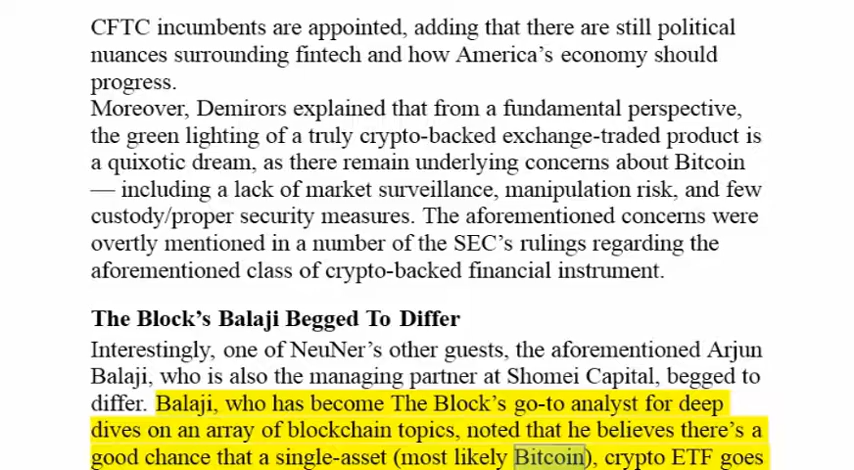 CFTC incumbents are appointed, adding that there are still political
nuances surrounding fintech and how America’s economy should
progress.
Moreover, Demirors explained that from a fundamental perspective,
the green lighting of a truly crypto-backed exchange-traded product is
a quixotic dream, as there remain underlying concerns about Bitcoin
— including a lack of market surveillance, manipulation risk, and few
custody/proper security measures. The aforementioned concerns were
overtly mentioned in a number of the SEC’s rulings regarding the
aforementioned class of crypto-backed financial instrument.
The Block’s Balaji Begged To Differ
Interestingly, one of NeuNer’s other guests, the aforementioned Arjun
Balaji, who is also the managing partner at Shomei Capital, begged to
differ. Balaji, who has become The Block’s go-to analyst for deep
dives on an array of blockchain topics, noted that he believes there’s a
good chance that a single-asset (most likely Bitcoin), crypto ETF goes